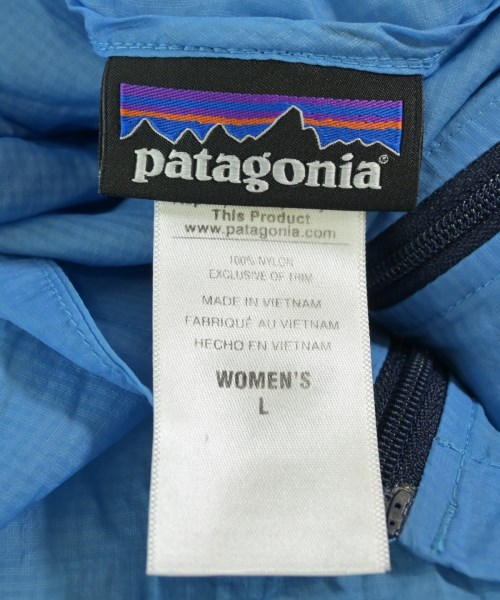 patagonia®
This Product
www.patagonia.com
100% NYLON
EXCLUSIVE OF TRIM
MADE IN VIETNAM
FABRIQUÉ AU VIETNAM
HECHO EN VIETNAM
WOMEN'S
L